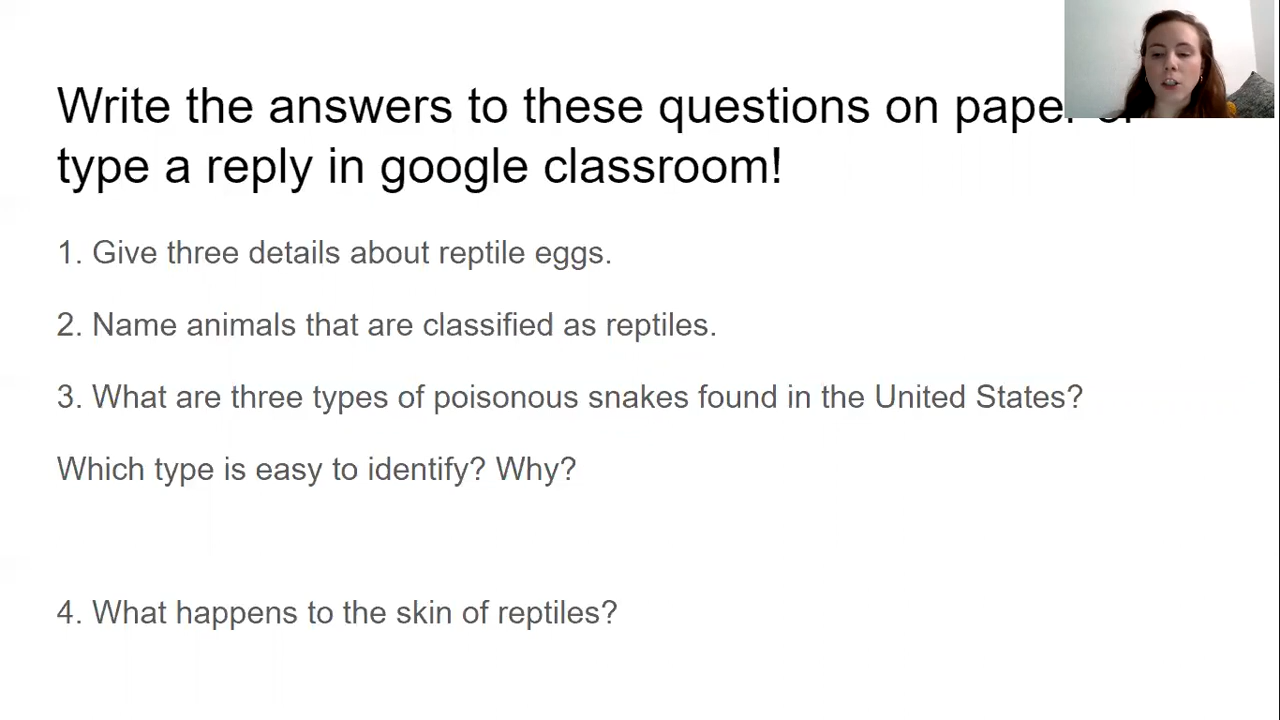 Write the answers to these questions on paper or
type a reply in google classroom!
1. Give three details about reptile eggs.
2. Name animals that are classified as reptiles.
3. What are three types of poisonous snakes found in the United States?
Which type is easy to identify? Why?
4. What happens to the skin of reptiles?